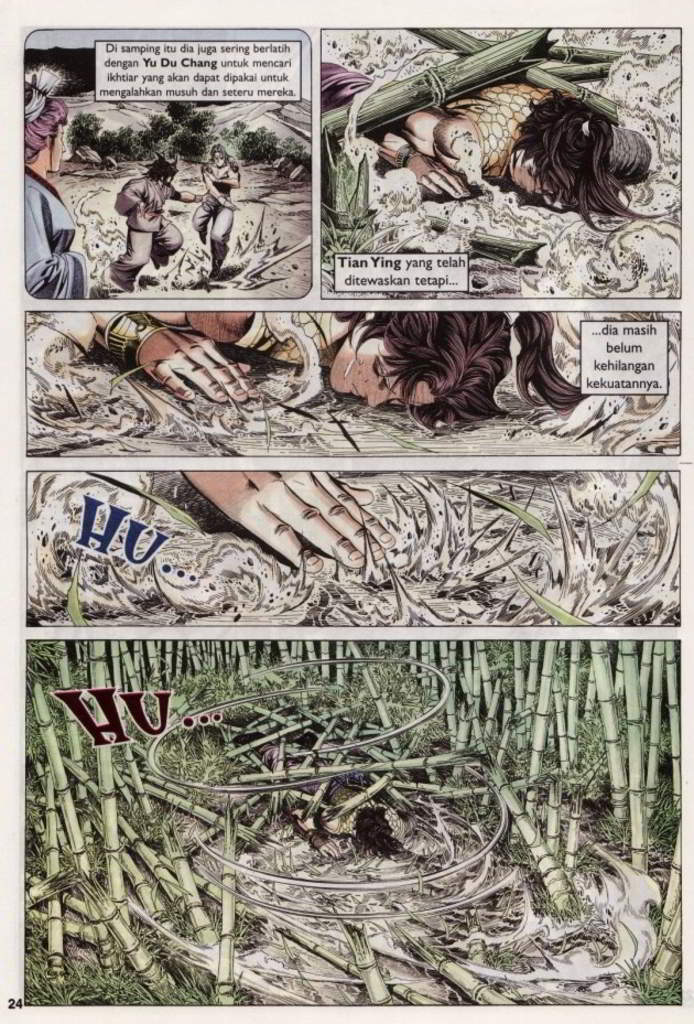 Di samping itu dia juga sering berlatih
dengan Yu Du Chang untuk mencari
ikhtiar yang akan dapat dipakai untuk
mengalahkan musuh dan seteru mereka.
Tian Ying yang telah
ditewaskan tetapi...
...dia masih
belum
kehilangan
kekuatannya.
HU...
HU...
24